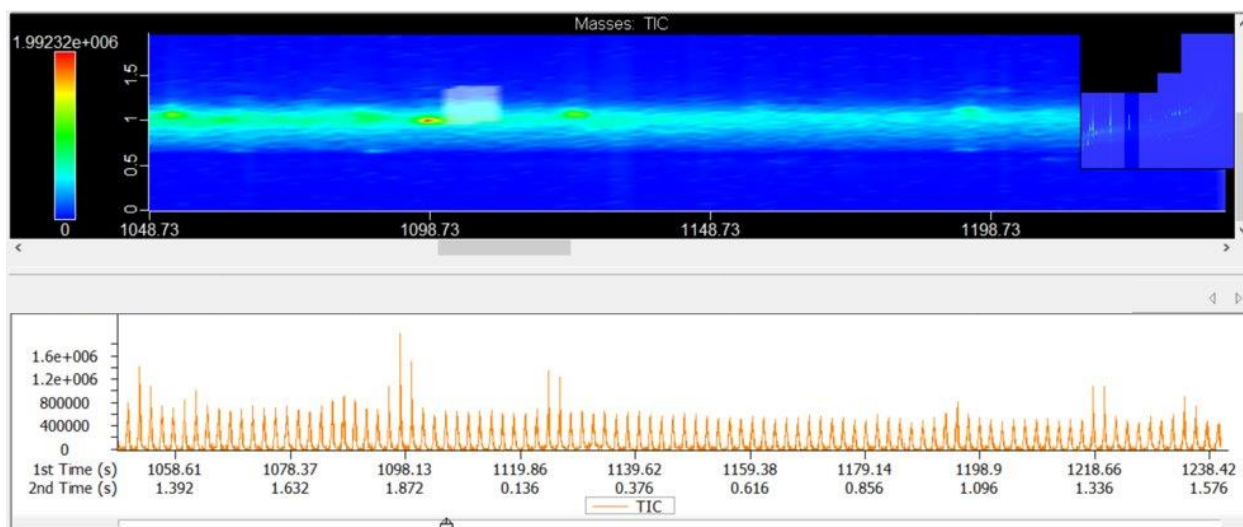 Masses: TIC
1.99232e+006
0
1.5
1
0.5
0
1048.73 1098.73 1148.73 1198.73
1.6e+006
1.2e+006
800000
400000
0
1st Time (s) 1058.61 1078.37 1098.13 1119.86 1139.62 1159.38 1179.14 1198.9 1218.66 1238.42
2nd Time (s) 1.392 1.632 1.872 0.136 0.376 0.616 0.856 1.096 1.336 1.576
TIC